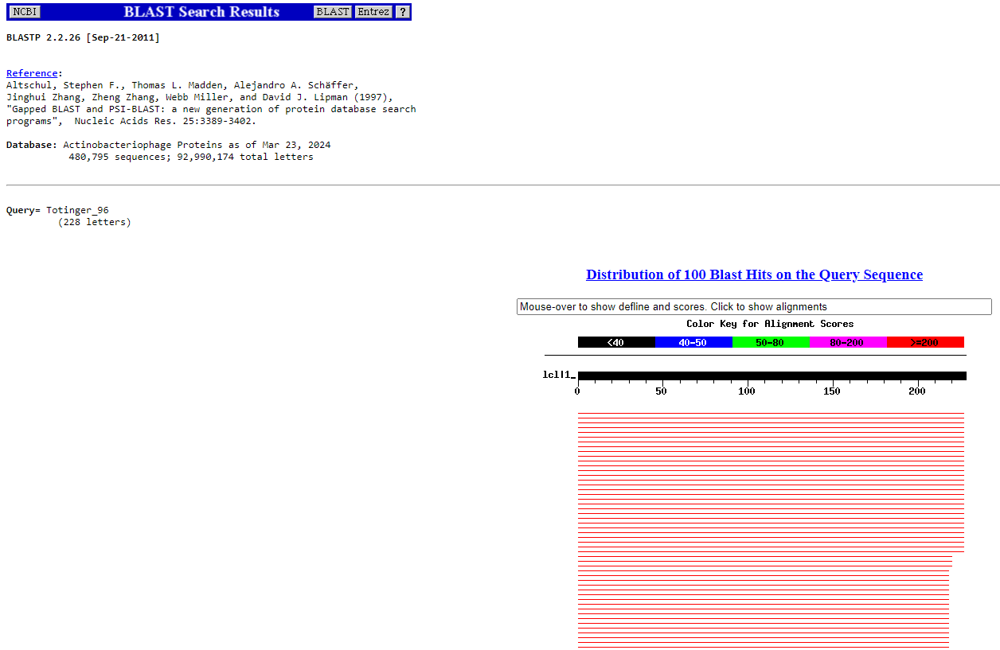 NCBI BLAST Search Results BLAST Entrez ?
BLASTP 2.2.26 [Sep-21-2011]
Reference:
Altschul, Stephen F., Thomas L. Madden, Alejandro A. Schäffer,
Jinghui Zhang, Zheng Zhang, Webb Miller, and David J. Lipman (1997),
"Gapped BLAST and PSI-BLAST: a new generation of protein database search
programs", Nucleic Acids Res. 25:3389-3402.
Database: Actinobacteriophage Proteins as of Mar 23, 2024
480,795 sequences; 92,990,174 total letters
Query= Totinger_96
(228 letters)
Distribution of 100 Blast Hits on the Query Sequence
Mouse-over to show defline and scores. Click to show alignments
Color Key for Alignment Scores
<40 40-50 50-80 80-200 >=200
lcl|1_
0 50 100 150 200